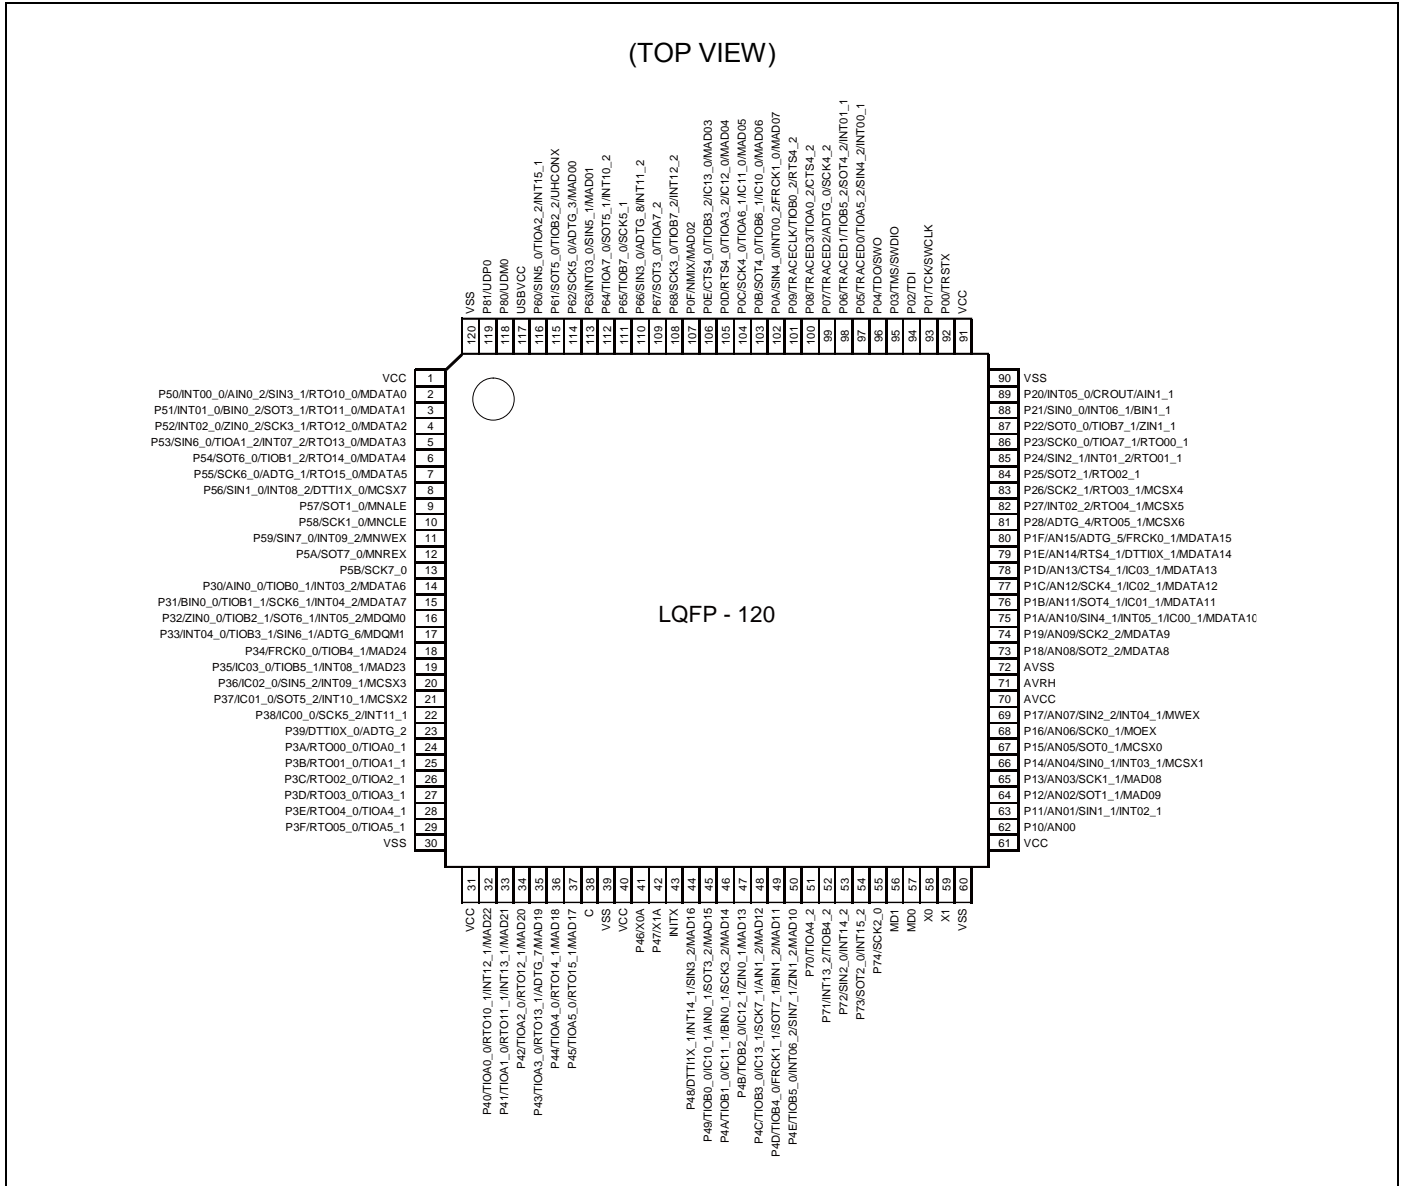 (TOP VIEW)
VSS
P81/UDP0
P80/UDM0
USBVCC
P60/SIN5_0/TIOA2_2/INT15_1
P61/SOT5_0/TIOB2_2/UHCONX
P62/SCK5_0/ADTG_3/MAD00
P63/INT03_0/SIN5_1/MAD01
P64/TIOA7_0/SOT5_1/INT10_2
P65/TIOB7_0/SCK5_1
P66/SIN3_0/ADTG_8/INT11_2
P67/SOT3_0/TIOA7_2
P68/SCK3_0/TIOB7_2/INT12_2
P0F/NMIX/MAD02
P0E/CTS4_0/TIOB3_2/IC13_0/MAD03
P0D/RTS4_0/TIOA3_2/IC12_0/MAD04
P0C/SCK4_0/TIOA6_1/IC11_0/MAD05
P0B/SOT4_0/TIOB6_1/IC10_0/MAD06
P0A/SIN4_0/INT00_2/FRCK1_0/MAD07
P09/TRACECLK/TIOB0_2/RTS4_2
P08/TRACED3/TIOA0_2/CTS4_2
P07/TRACED2/ADTG_0/SCK4_2
P06/TRACED1/TIOB5_2/SOT4_2/INT01_1
P05/TRACED0/TIOA5_2/SIN4_2/INT00_1
P04/TDO/SWO
P03/TMS/SWDIO
P02/TDI
P01/TCK/SWCLK
P00/TRSTX
VCC
120
119
118
117
116
115
114
113
112
111
110
109
108
107
106
105
104
103
102
101
100
99
98
97
96
95
94
93
92
91
VCC 1
P50/INT00_0/AIN0_2/SIN3_1/RTO10_0/MDATA0 2
P51/INT01_0/BIN0_2/SOT3_1/RTO11_0/MDATA1 3
P52/INT02_0/ZIN0_2/SCK3_1/RTO12_0/MDATA2 4
P53/SIN6_0/TIOA1_2/INT07_2/RTO13_0/MDATA3 5
P54/SOT6_0/TIOB1_2/RTO14_0/MDATA4 6
P55/SCK6_0/ADTG_1/RTO15_0/MDATA5 7
P56/SIN1_0/INT08_2/DTTI1X_0/MCSX7 8
P57/SOT1_0/MNALE 9
P58/SCK1_0/MNCLE 10
P59/SIN7_0/INT09_2/MNWEX 11
P5A/SOT7_0/MNREX 12
P5B/SCK7_0 13
P30/AIN0_0/TIOB0_1/INT03_2/MDATA6 14
P31/BIN0_0/TIOB1_1/SCK6_1/INT04_2/MDATA7 15
P32/ZIN0_0/TIOB2_1/SOT6_1/INT05_2/MDQM0 16
P33/INT04_0/TIOB3_1/SIN6_1/ADTG_6/MDQM1 17
P34/FRCK0_0/TIOB4_1/MAD24 18
P35/IC03_0/TIOB5_1/INT08_1/MAD23 19
P36/IC02_0/SIN5_2/INT09_1/MCSX3 20
P37/IC01_0/SOT5_2/INT10_1/MCSX2 21
P38/IC00_0/SCK5_2/INT11_1 22
P39/DTTI0X_0/ADTG_2 23
P3A/RTO00_0/TIOA0_1 24
P3B/RTO01_0/TIOA1_1 25
P3C/RTO02_0/TIOA2_1 26
P3D/RTO03_0/TIOA3_1 27
P3E/RTO04_0/TIOA4_1 28
P3F/RTO05_0/TIOA5_1 29
VSS 30
LQFP - 120
90 VSS
89 P20/INT05_0/CROUT/AIN1_1
88 P21/SIN0_0/INT06_1/BIN1_1
87 P22/SOT0_0/TIOB7_1/ZIN1_1
86 P23/SCK0_0/TIOA7_1/RTO00_1
85 P24/SIN2_1/INT01_2/RTO01_1
84 P25/SOT2_1/RTO02_1
83 P26/SCK2_1/RTO03_1/MCSX4
82 P27/INT02_2/RTO04_1/MCSX5
81 P28/ADTG_4/RTO05_1/MCSX6
80 P1F/AN15/ADTG_5/FRCK0_1/MDATA15
79 P1E/AN14/RTS4_1/DTTI0X_1/MDATA14
78 P1D/AN13/CTS4_1/IC03_1/MDATA13
77 P1C/AN12/SCK4_1/IC02_1/MDATA12
76 P1B/AN11/SOT4_1/IC01_1/MDATA11
75 P1A/AN10/SIN4_1/INT05_1/IC00_1/MDATA10
74 P19/AN09/SCK2_2/MDATA9
73 P18/AN08/SOT2_2/MDATA8
72 AVSS
71 AVRH
70 AVCC
69 P17/AN07/SIN2_2/INT04_1/MWEX
68 P16/AN06/SCK0_1/MOEX
67 P15/AN05/SOT0_1/MCSX0
66 P14/AN04/SIN0_1/INT03_1/MCSX1
65 P13/AN03/SCK1_1/MAD08
64 P12/AN02/SOT1_1/MAD09
63 P11/AN01/SIN1_1/INT02_1
62 P10/AN00
61 VCC
31
32
33
34
35
36
37
38
39
40
41
42
43
44
45
46
47
48
49
50
51
52
53
54
55
56
57
58
59
60
VCC
P40/TIOA0_0/RTO10_1/INT12_1/MAD22
P41/TIOA1_0/RTO11_1/INT13_1/MAD21
P42/TIOA2_0/RTO12_1/MAD20
P43/TIOA3_0/RTO13_1/ADTG_7/MAD19
P44/TIOA4_0/RTO14_1/MAD18
P45/TIOA5_0/RTO15_1/MAD17
C
VSS
VCC
P46/X0A
P47/X1A
INITX
P48/DTTI1X_1/INT14_1/SIN3_2/MAD16
P49/TIOB0_0/IC10_1/AIN0_1/SOT3_2/MAD15
P4A/TIOB1_0/IC11_1/BIN0_1/SCK3_2/MAD14
P4B/TIOB2_0/IC12_1/ZIN0_1/MAD13
P4C/TIOB3_0/IC13_1/SCK7_1/AIN1_2/MAD12
P4D/TIOB4_0/FRCK1_1/SOT7_1/BIN1_2/MAD11
P4E/TIOB5_0/INT06_2/SIN7_1/ZIN1_2/MAD10
P70/TIOA4_2
P71/INT13_2/TIOB4_2
P72/SIN2_0/INT14_2
P73/SOT2_0/INT15_2
P74/SCK2_0
MD1
MD0
X0
X1
VSS